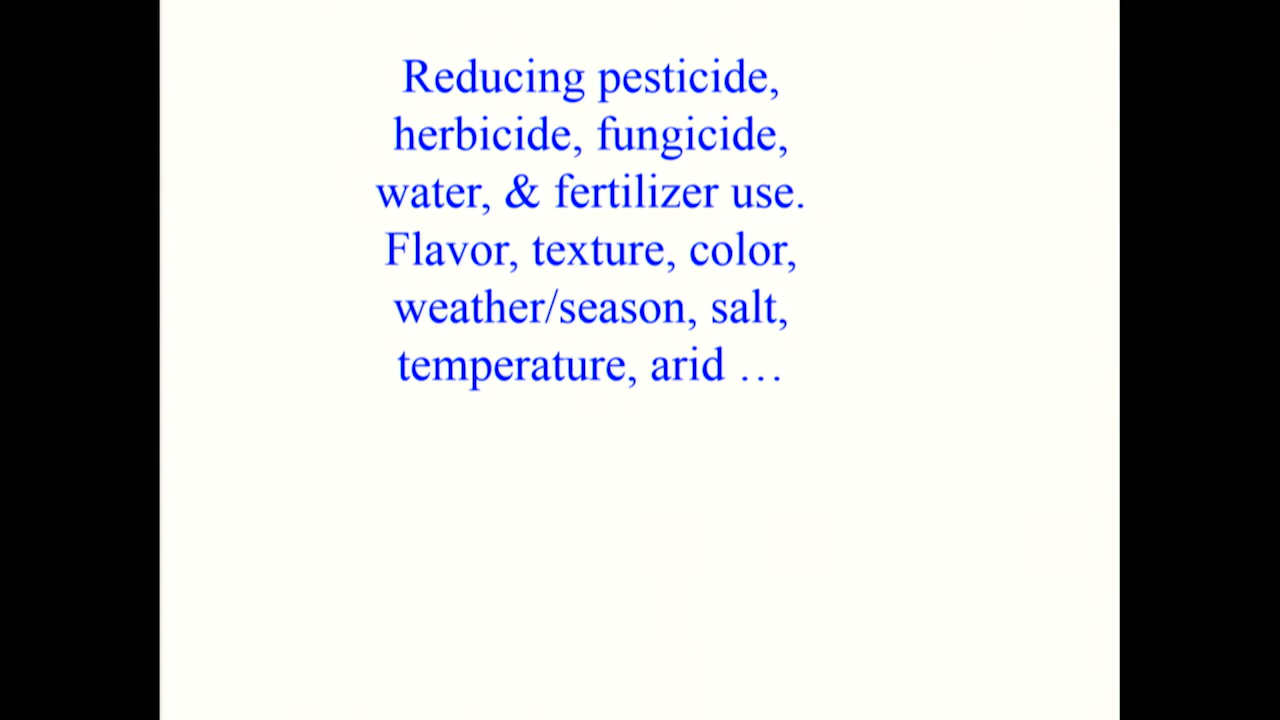 Reducing pesticide,
herbicide, fungicide,
water, & fertilizer use.
Flavor, texture, color,
weather/season, salt,
temperature, arid …